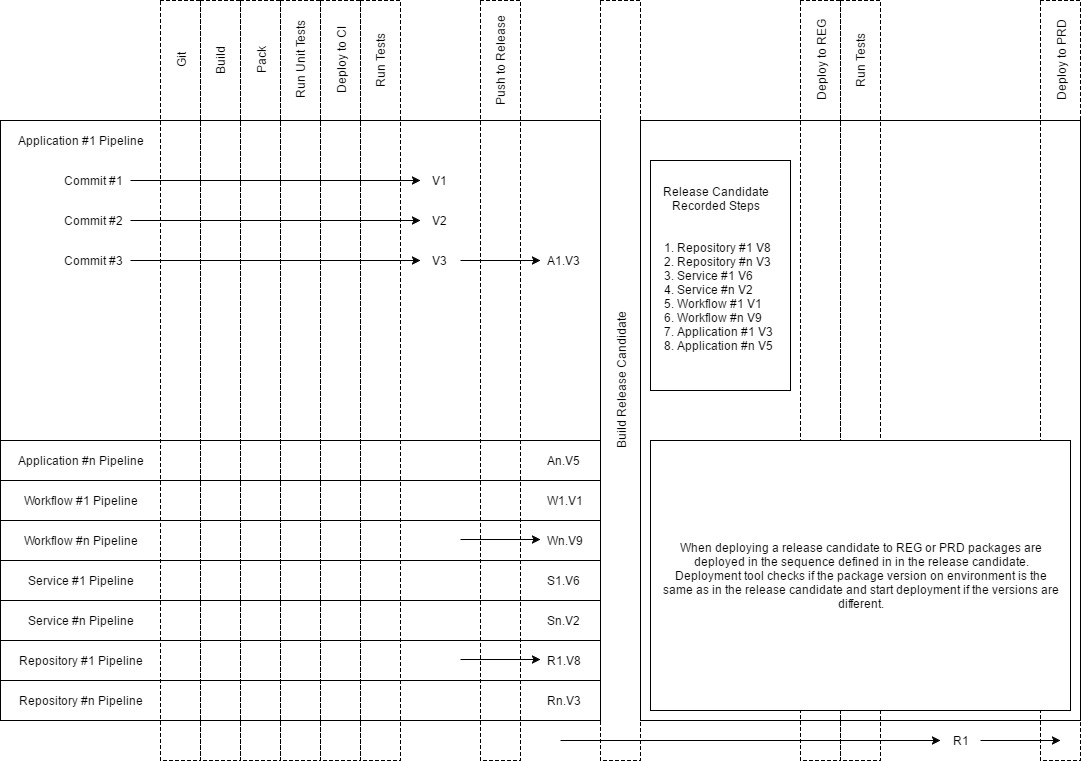 Git
Build
Pack
Run Unit Tests
Deploy to CI
Run Tests
Push to Release
Deploy to REG
Run Tests
Deploy to PRD
Application #1 Pipeline
Commit #1
V1
Commit #2
V2
Commit #3
V3
A1.V3
Build Release Candidate
Release Candidate
Recorded Steps
1. Repository #1 V8
2. Repository #n V3
3. Service #1 V6
4. Service #n V2
5. Workflow #1 V1
6. Workflow #n V9
7. Application #1 V3
8. Application #n V5
Application #n Pipeline
An.V5
Workflow #1 Pipeline
W1.V1
Workflow #n Pipeline
Wn.V9
Service #1 Pipeline
S1.V6
Service #n Pipeline
Sn.V2
Repository #1 Pipeline
R1.V8
Repository #n Pipeline
Rn.V3
When deploying a release candidate to REG or PRD packages are
deployed in the sequence defined in in the release candidate.
Deployment tool checks if the package version on environment is the
same as in the release candidate and start deployment if the versions are
different.
R1